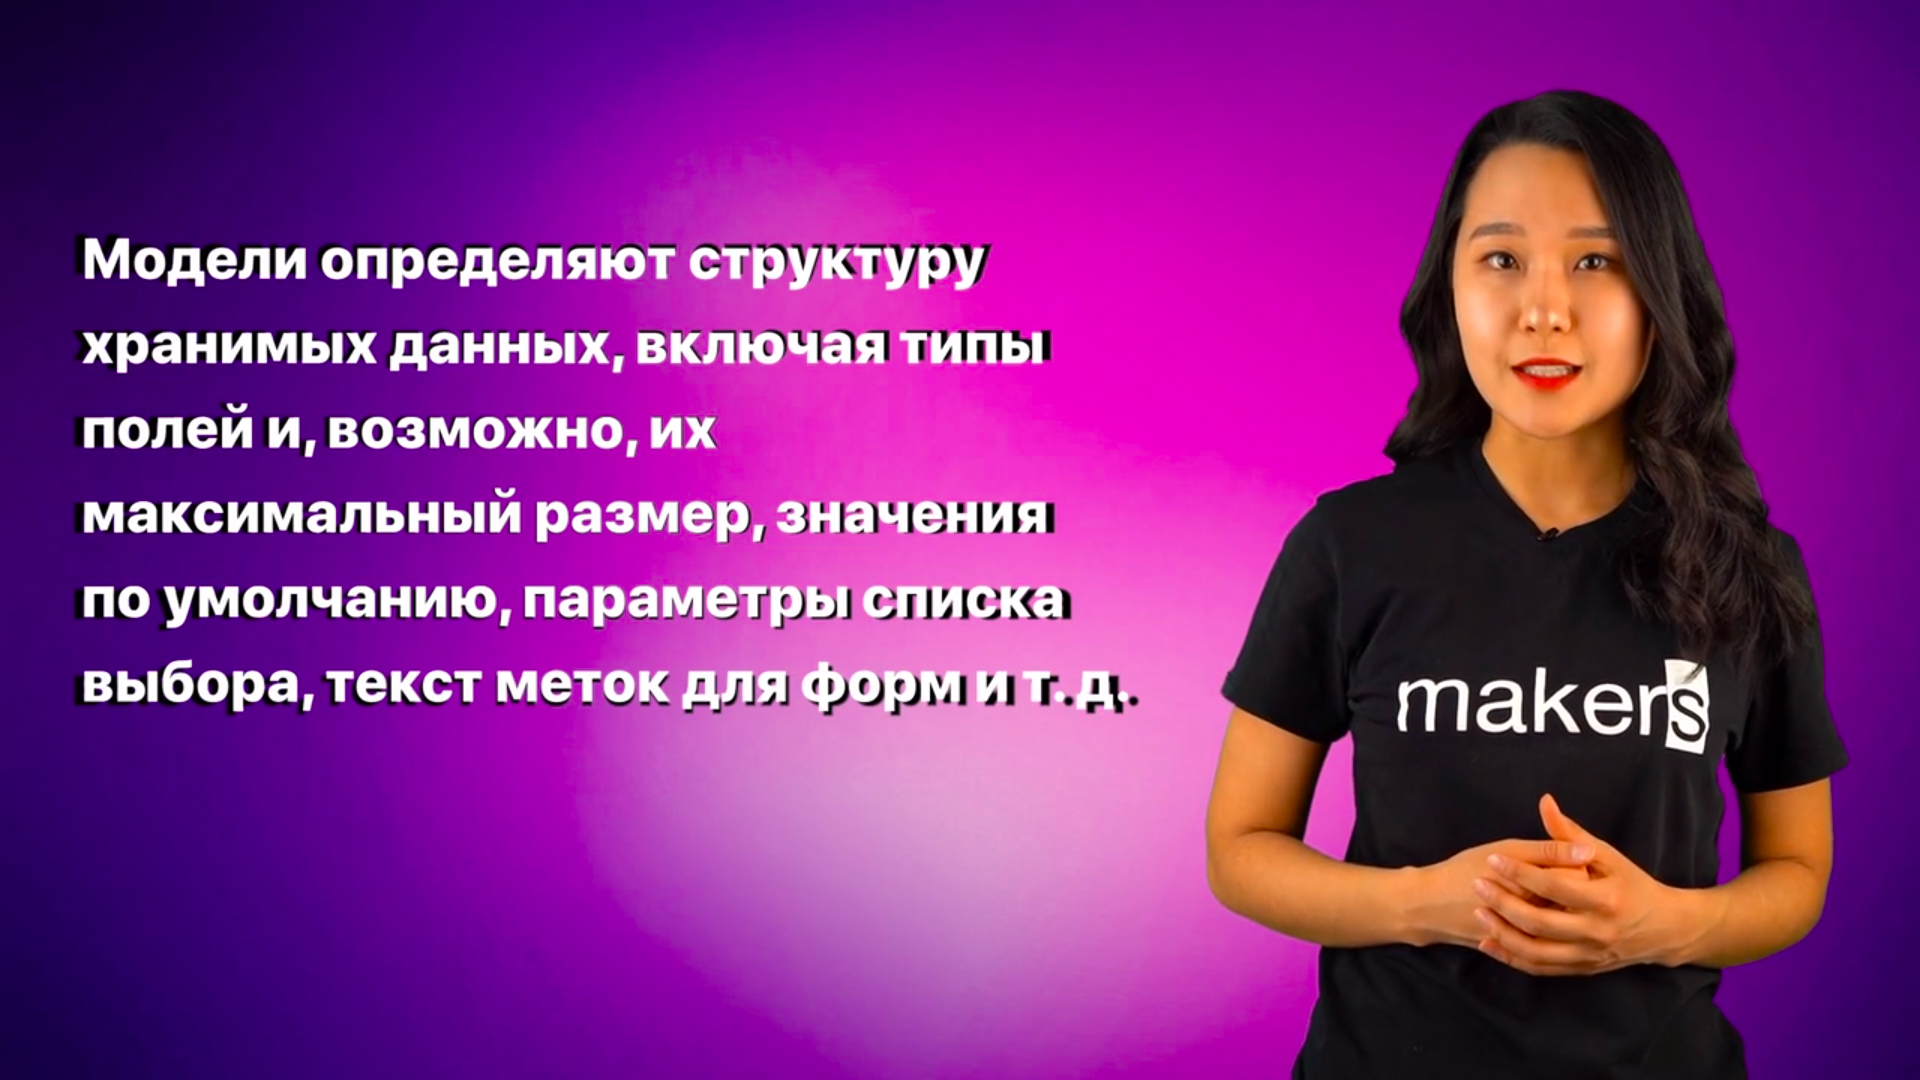 Модели определяют структуру
хранимых данных, включая типы
полей и, возможно, их
максимальный размер, значения
по умолчанию, параметры списка
выбора, текст меток для форм и т.д.
makers